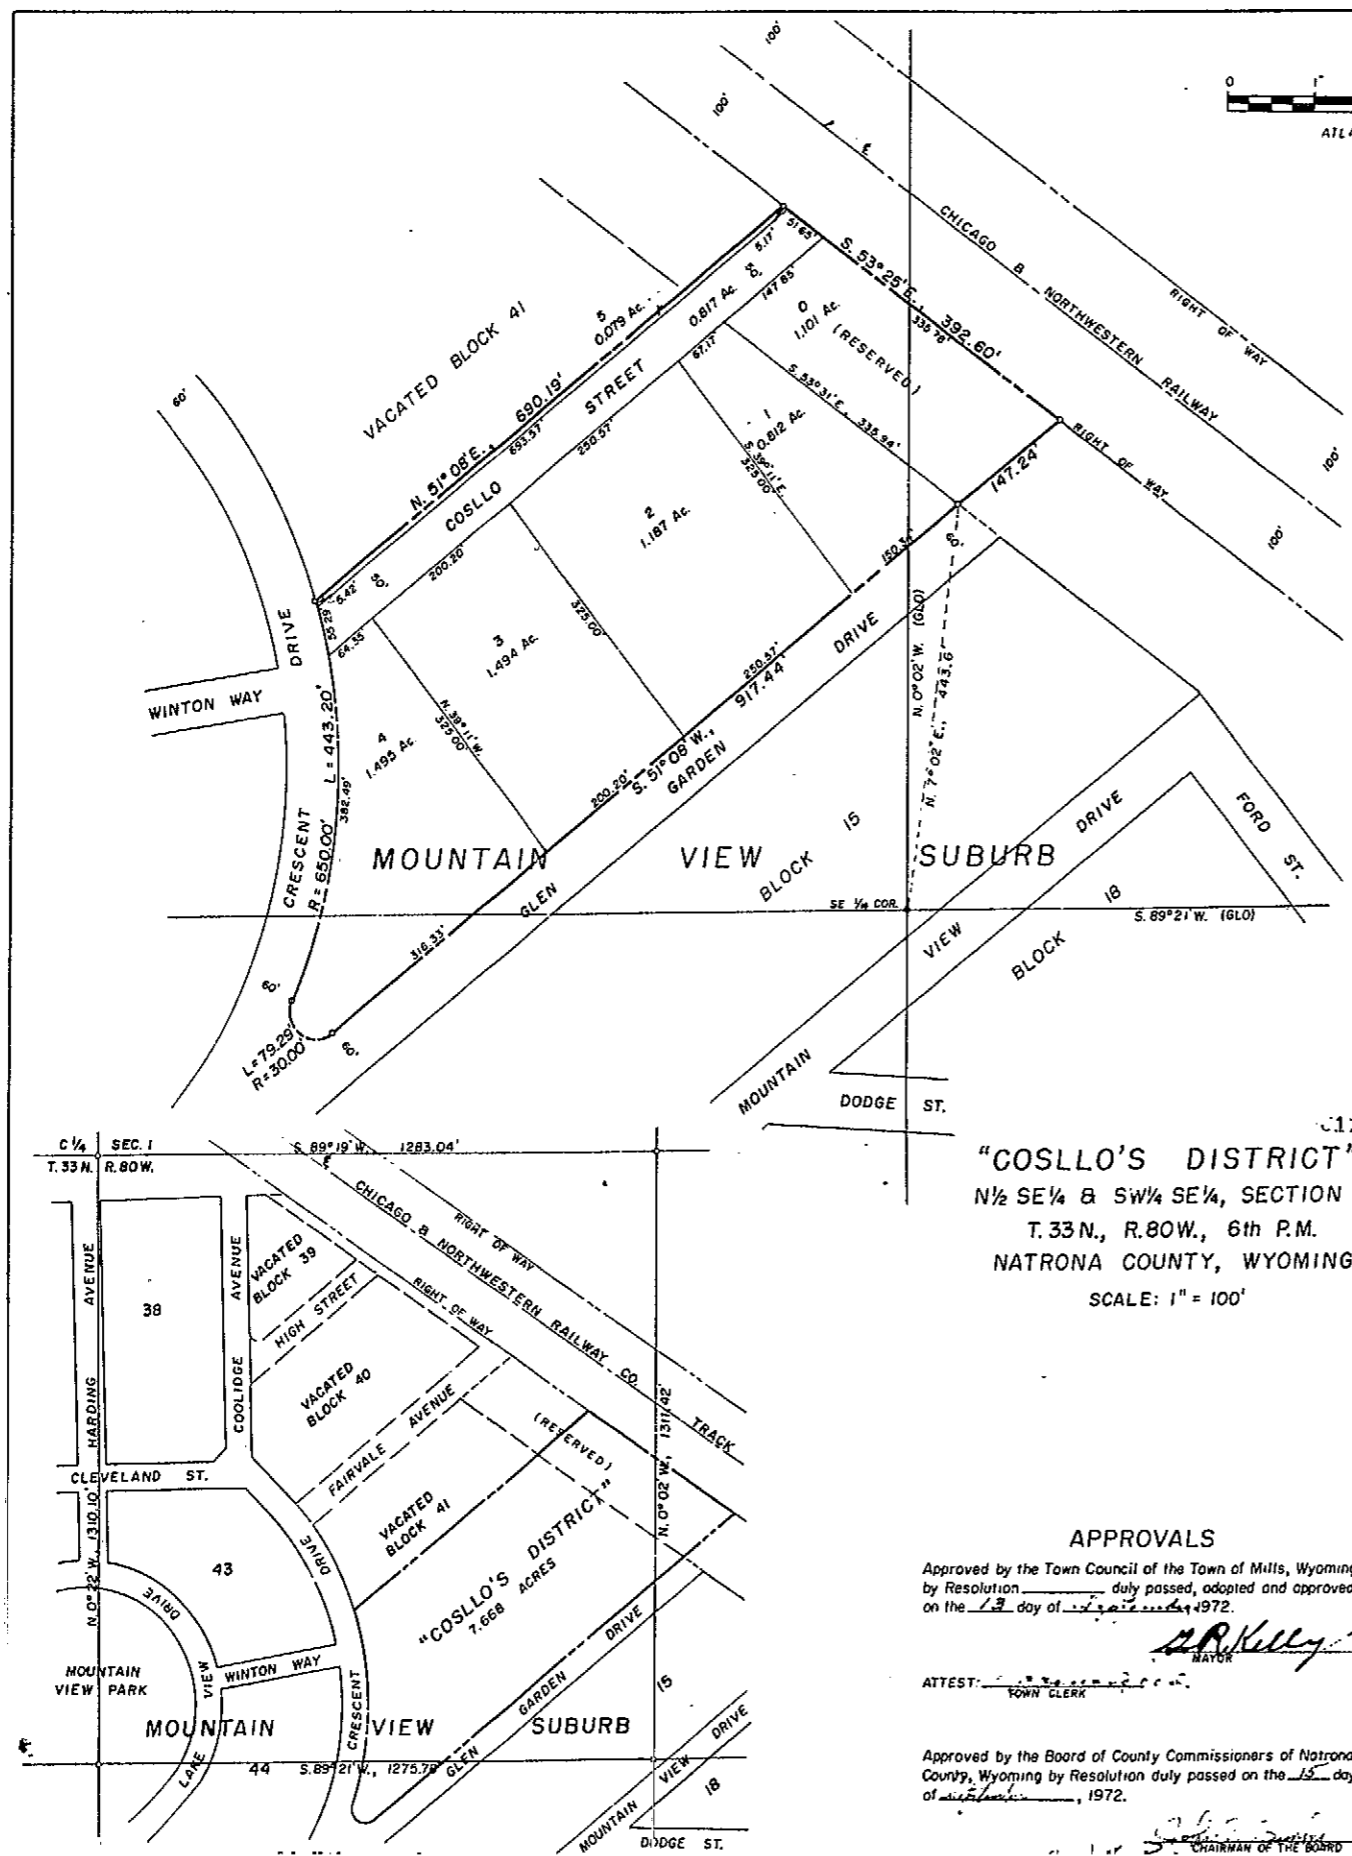 100'
0 1"
100'
CHICAGO & NORTHWESTERN RAILWAY
RIGHT OF WAY
100'
S. 53°25' E., 392.60'
51.65'
5.17'
50'
147.85'
0.817 Ac.
0
1.101 Ac.
(RESERVED)
335.76'
5
0.079 Ac.
VACATED BLOCK 41
60'
N. 51°08' E., 690.19'
693.57'
COSLLO STREET
250.57'
67.17'
S. 53°31' E., 335.94'
1
0.812 Ac.
S. 39°11' E.
325.00'
147.24'
RIGHT OF WAY
100'
100'
2
1.187 Ac.
150.34'
60'
5.42'
50'
200.20'
55.29'
64.35'
325.00'
3
1.494 Ac.
N. 39°11' W.
325.00'
4
1.495 Ac.
250.57'
917.44'
S. 51°08' W.,
200.20'
316.33'
GLEN GARDEN DRIVE
N. 0°02' W. (GLO)
N. 7°02' E., 443.6'
WINTON WAY
CRESCENT DRIVE
R = 650.00' L = 443.20'
382.49'
MOUNTAIN VIEW SUBURB
BLOCK 15
SE 1/4 COR.
S. 89°21' W. (GLO)
MOUNTAIN VIEW DRIVE
FORD ST.
BLOCK 18
60'
L = 79.29'
R = 30.00'
60'
DODGE ST.
"COSLLO'S DISTRICT"
N½ SE¼ & SW¼ SE¼, SECTION
T. 33 N., R. 80 W., 6th P.M.
NATRONA COUNTY, WYOMING
SCALE: 1" = 100'
C 1/4 SEC. 1
T. 33 N. R. 80 W.
S. 89°19' W. 1283.04'
CHICAGO & NORTHWESTERN RAILWAY CO. TRACK
RIGHT OF WAY
RIGHT OF WAY
HARDING AVENUE
38
COOLIDGE AVENUE
VACATED
BLOCK 39
HIGH STREET
VACATED
BLOCK 40
FAIRVALE AVENUE
(RESERVED)
N. 0°02' W., 1311.42'
CLEVELAND ST.
N. 0°22' W., 1310.10'
VACATED
BLOCK 41
"COSLLO'S DISTRICT"
7.668 ACRES
43
CRESCENT DRIVE
LAKE VIEW DRIVE
WINTON WAY
MOUNTAIN
VIEW PARK
GLEN GARDEN DRIVE
15
MOUNTAIN VIEW SUBURB
44 S. 89°21' W., 1275.78'
MOUNTAIN VIEW DRIVE
18
DODGE ST.
APPROVALS
Approved by the Town Council of the Town of Mills, Wyoming
by Resolution duly passed, adopted and approved
on the 13 day of 1972.
G R Kelly
MAYOR
ATTEST:
TOWN CLERK
Approved by the Board of County Commissioners of Natrona
County, Wyoming by Resolution duly passed on the 15 day
of september, 1972.
CHAIRMAN OF THE BOARD